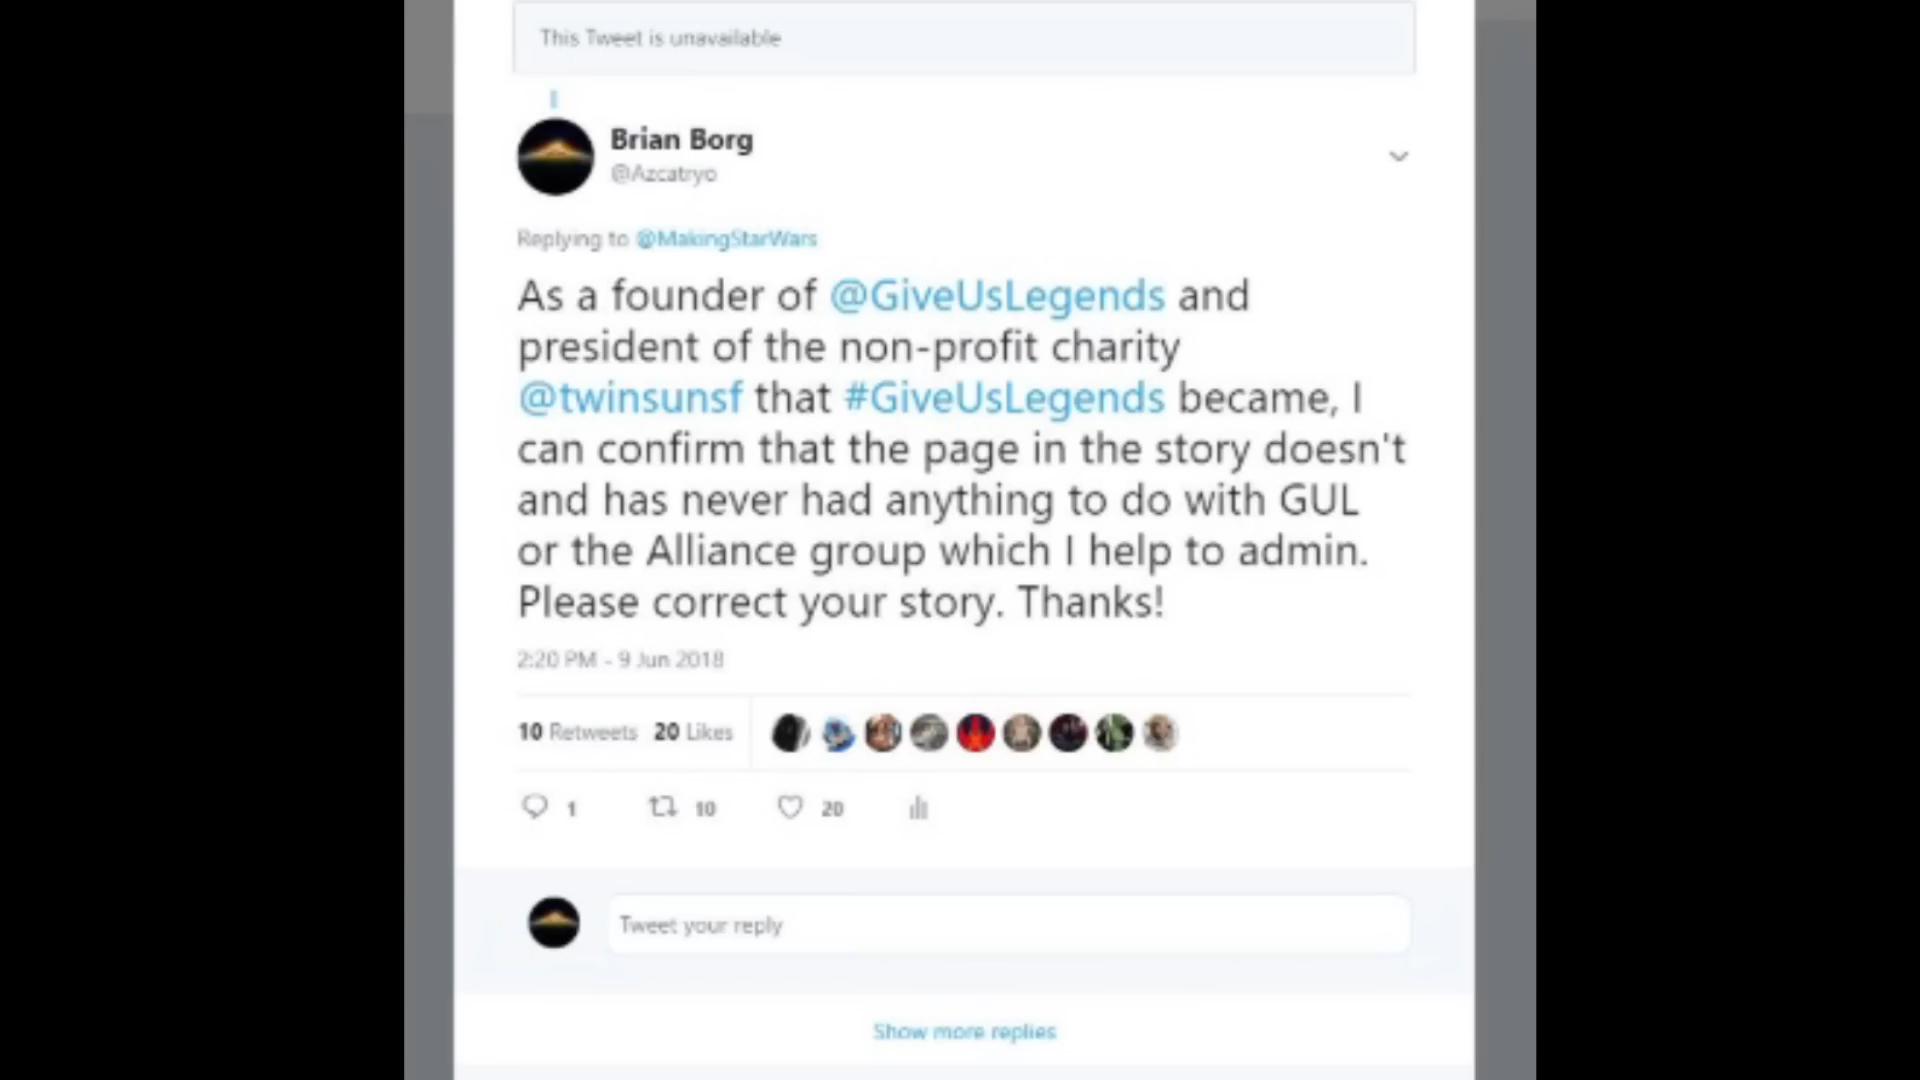 This Tweet is unavailable
Brian Borg
@Azcatryo
Replying to @MakingStarWars
As a founder of @GiveUsLegends and
president of the non-profit charity
@twinsunsf that #GiveUsLegends became, I
can confirm that the page in the story doesn't
and has never had anything to do with GUL
or the Alliance group which I help to admin.
Please correct your story. Thanks!
2:20 PM - 9 Jun 2018
10 Retweets 20 Likes
1 10 20
Tweet your reply
Show more replies